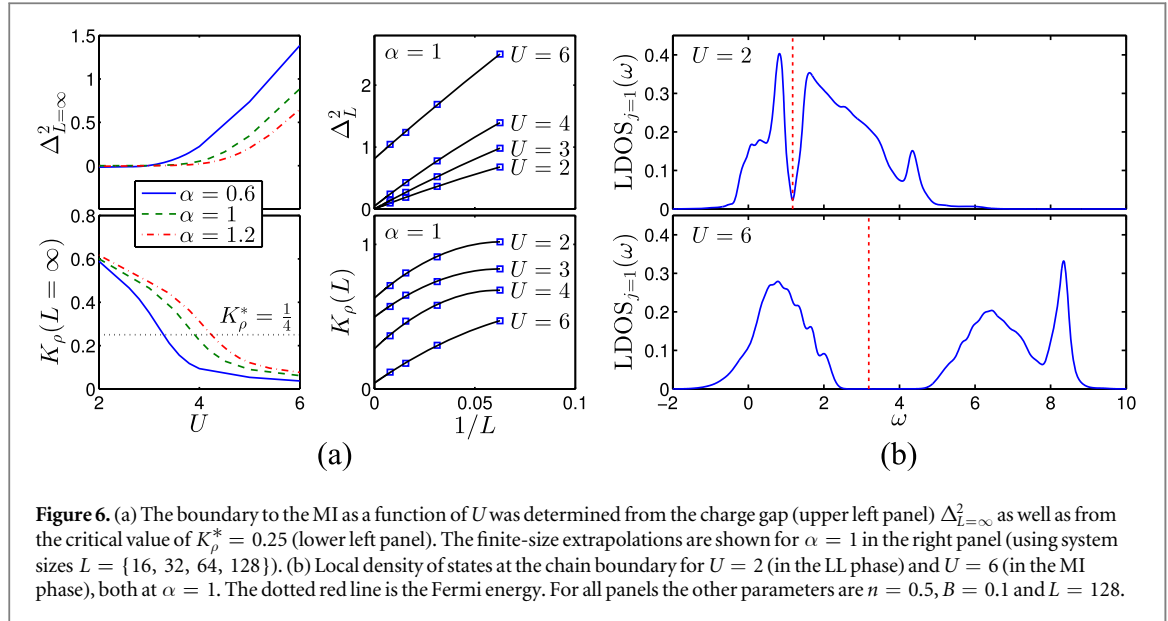 1.5
1
0.5
0
Δ²_{L=∞}
α = 0.6
α = 1
α = 1.2
0.8
0.6
0.4
0.2
0
K_ρ(L = ∞)
K*_ρ = 1/4
2 4 6
U
α = 1
U = 6
2
Δ²_L
1
U = 4
U = 3
U = 2
0
α = 1
1
U = 2
U = 3
K_ρ(L)
U = 4
U = 6
0
0 0.05 0.1
1/L
(a)
0.4
U = 2
0.3
0.2
0.1
0
LDOS_{j=1}(ω)
0.4
U = 6
0.3
0.2
0.1
0
LDOS_{j=1}(ω)
−2 0 2 4 6 8 10
ω
(b)
Figure 6. (a) The boundary to the MI as a function of U was determined from the charge gap (upper left panel) Δ²_{L=∞} as well as from
the critical value of K*_ρ = 0.25 (lower left panel). The finite-size extrapolations are shown for α = 1 in the right panel (using system
sizes L = {16, 32, 64, 128}). (b) Local density of states at the chain boundary for U = 2 (in the LL phase) and U = 6 (in the MI
phase), both at α = 1. The dotted red line is the Fermi energy. For all panels the other parameters are n = 0.5, B = 0.1 and L = 128.